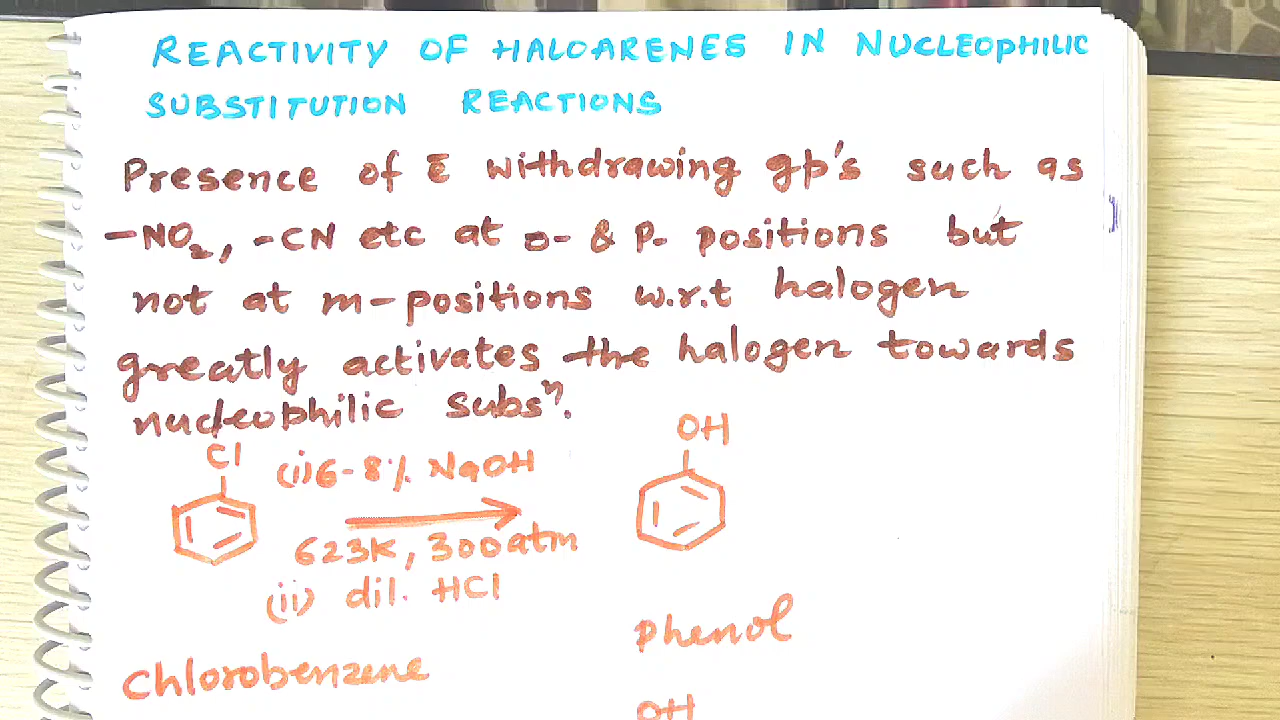 REACTIVITY OF HALOARENES IN NUCLEOPHILIC
SUBSTITUTION REACTIONS
Presence of ē withdrawing gp's such as
-NO₂, -CN etc at o- & p- positions but
not at m-positions w.r.t halogen
greatly activates the halogen towards
nucleophilic subsⁿ.
Cl
(i) 6-8% NaOH
623K, 300atm
(ii) dil. HCl
OH
Chlorobenzene
phenol
OH